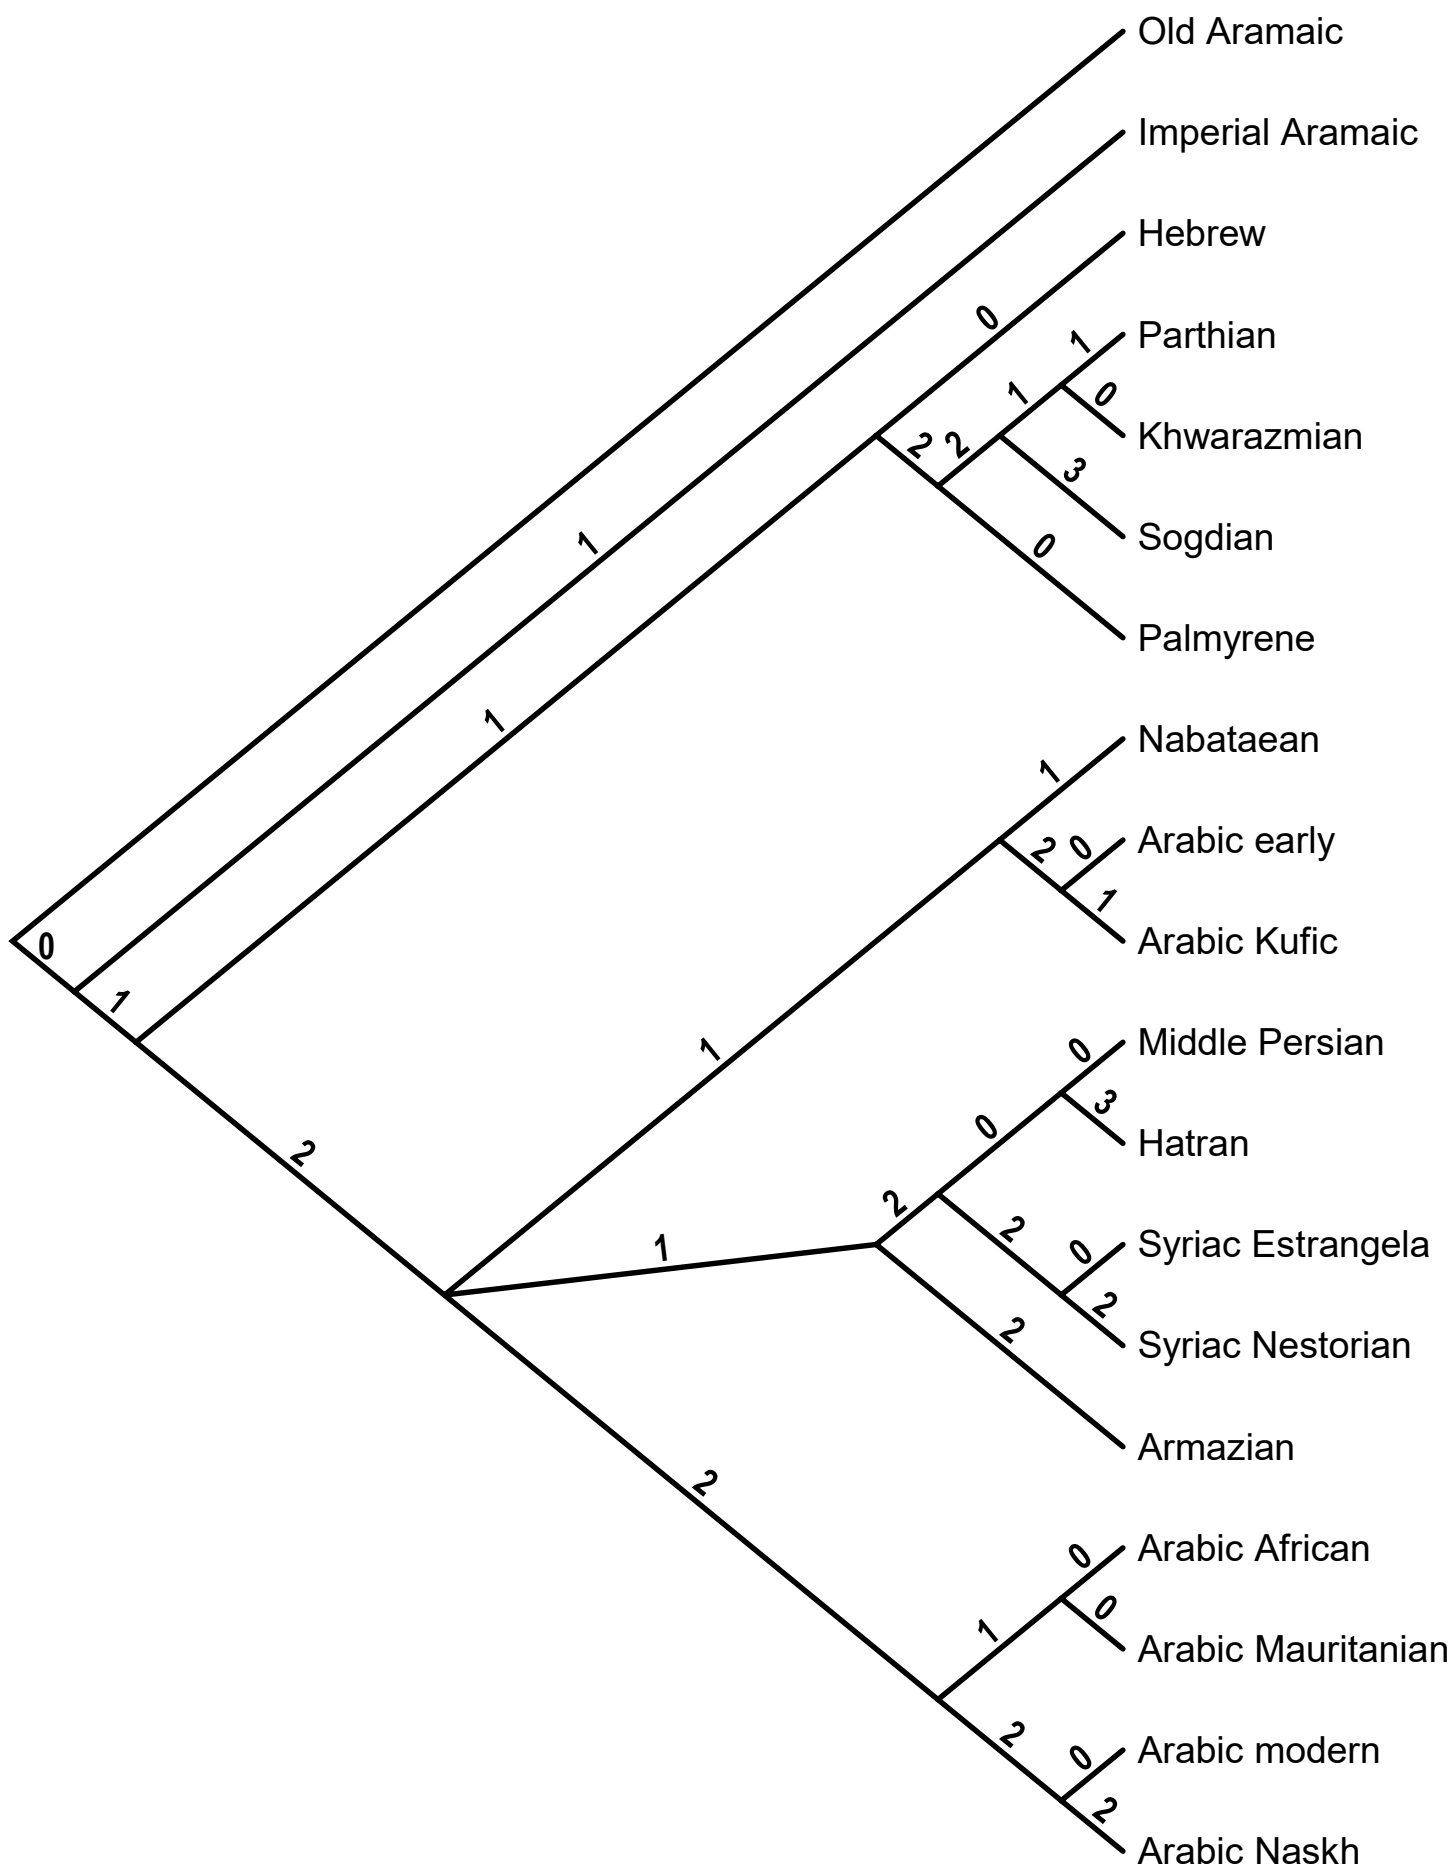 Old Aramaic
Imperial Aramaic
Hebrew
0
Parthian
1
1
0
Khwarazmian
2
2
3
Sogdian
1
0
Palmyrene
1
Nabataean
1
2
0
Arabic early
1
Arabic Kufic
0
1
1
0
Middle Persian
0
3
Hatran
2
2
1
2
0
Syriac Estrangela
2
Syriac Nestorian
2
Armazian
2
0
Arabic African
1
0
Arabic Mauritanian
2
0
Arabic modern
2
Arabic Naskh